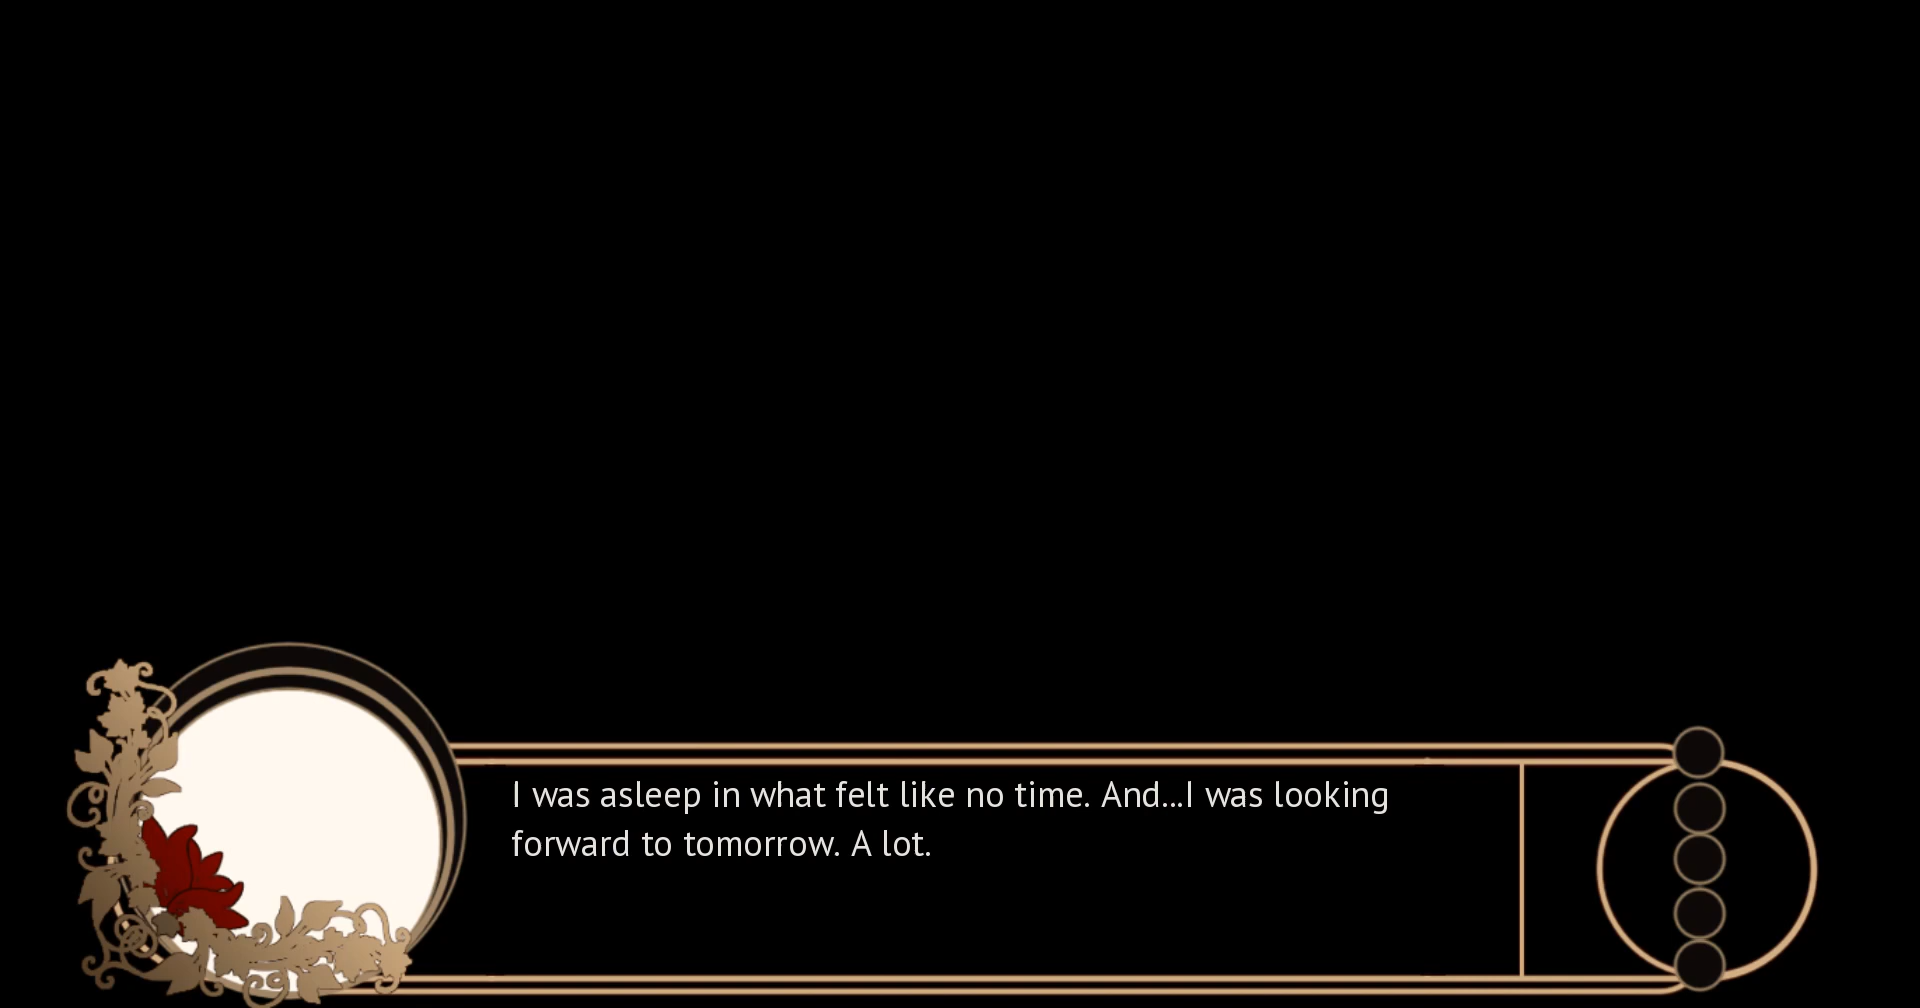 I was asleep in what felt like no time. And...I was looking
forward to tomorrow. A lot.